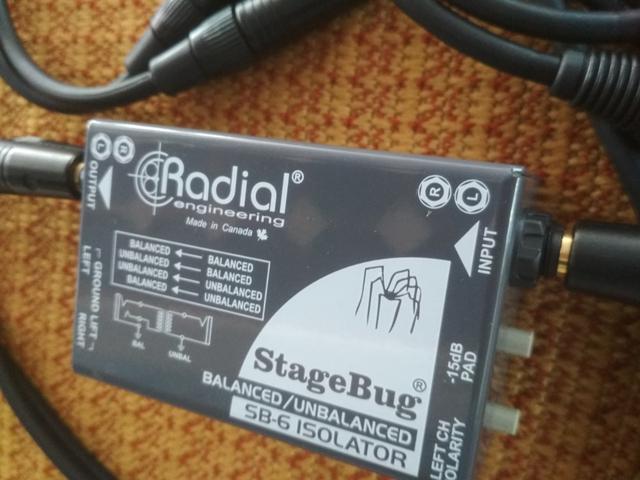 Radial®
engineering
Made in Canada
R L
L R
OUTPUT
INPUT
BALANCED BALANCED
UNBALANCED BALANCED
UNBALANCED UNBALANCED
BALANCED UNBALANCED
BAL UNBAL
LEFT GROUND LIFT RIGHT
StageBug®
BALANCED/UNBALANCED
SB-6 ISOLATOR
-15dB
PAD
LEFT CH
OLARITY